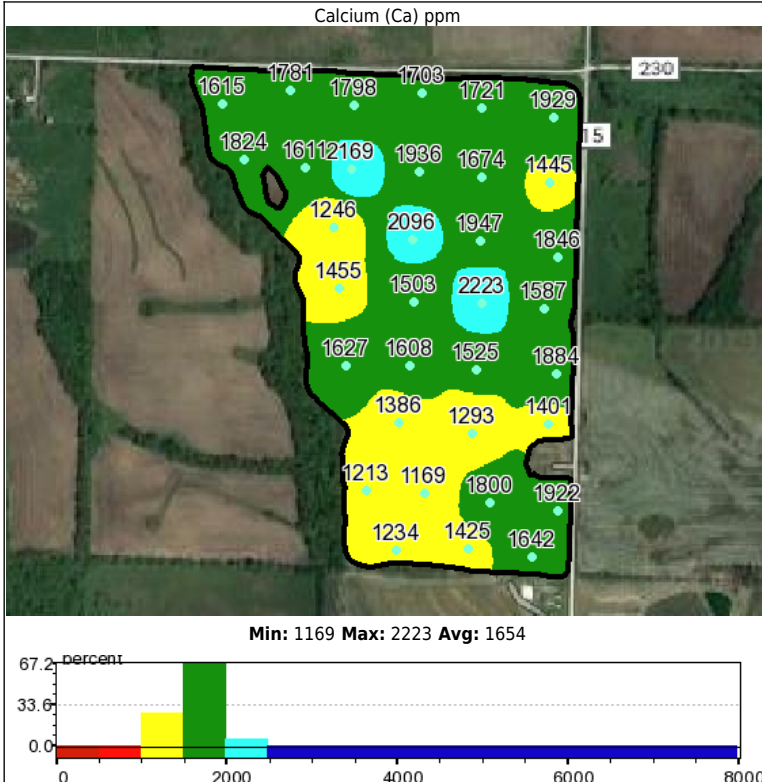 Calcium (Ca) ppm
230
1615 1781 1798 1703 1721 1929
15
1824 1611 2169 1936 1674 1445
1246 2096 1947 1846
1455 1503 2223 1587
1627 1608 1525 1884
1386 1293 1401
1213 1169 1800 1922
1234 1425 1642
Min: 1169 Max: 2223 Avg: 1654
percent
67.2
33.6
0.0
0 2000 4000 6000 8000